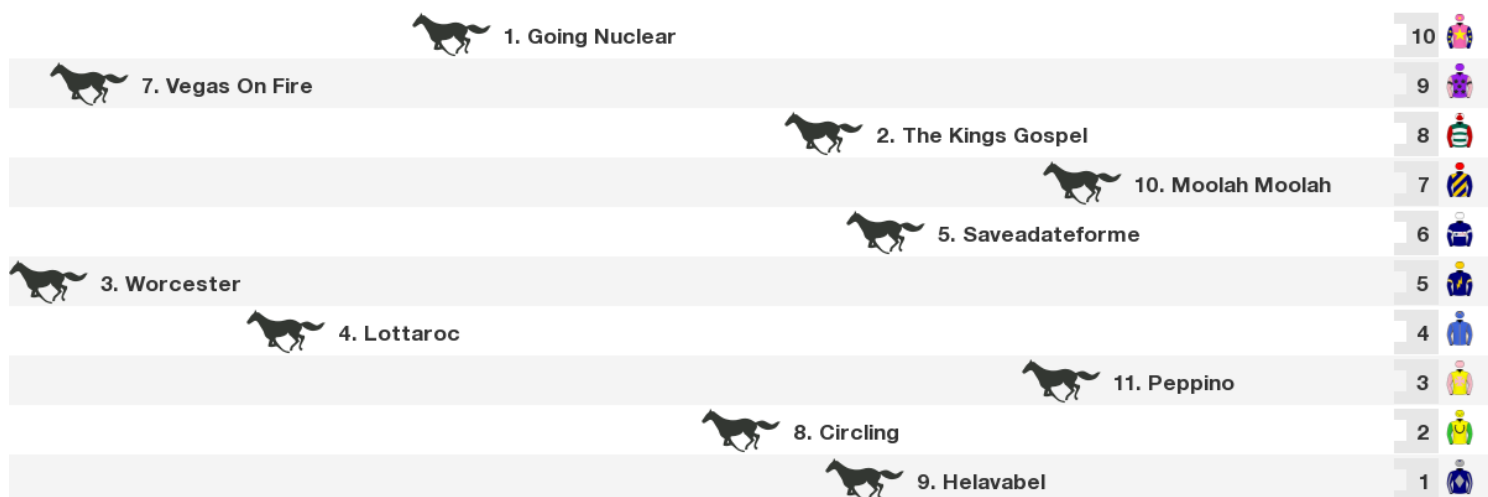 1. Going Nuclear 10
7. Vegas On Fire 9
2. The Kings Gospel 8
10. Moolah Moolah 7
5. Saveadateforme 6
3. Worcester 5
4. Lottaroc 4
11. Peppino 3
8. Circling 2
9. Helavabel 1